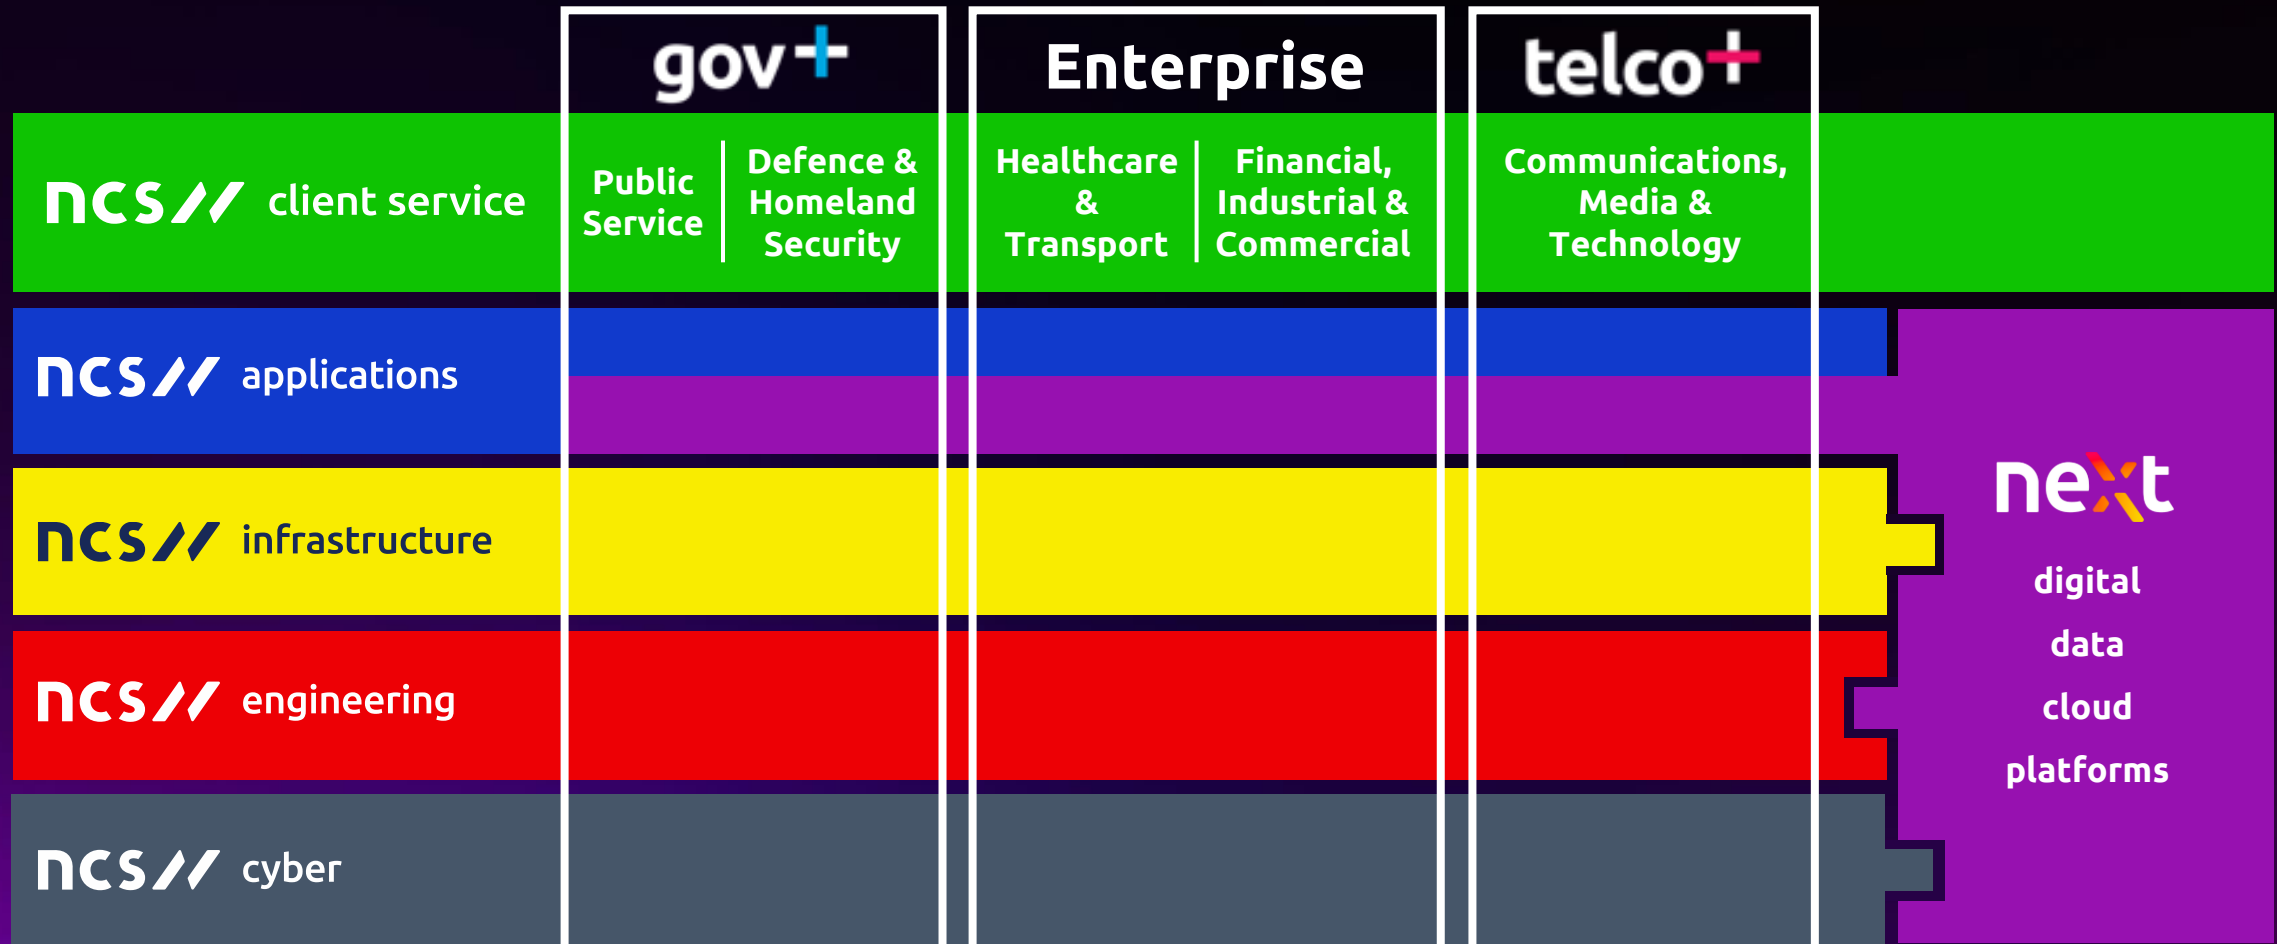 gov+
Enterprise
telco+
ncs// client service
Public
Service
Defence &
Homeland
Security
Healthcare
&
Transport
Financial,
Industrial &
Commercial
Communications,
Media &
Technology
ncs// applications
ncs// infrastructure
ncs// engineering
ncs// cyber
next
digital
data
cloud
platforms